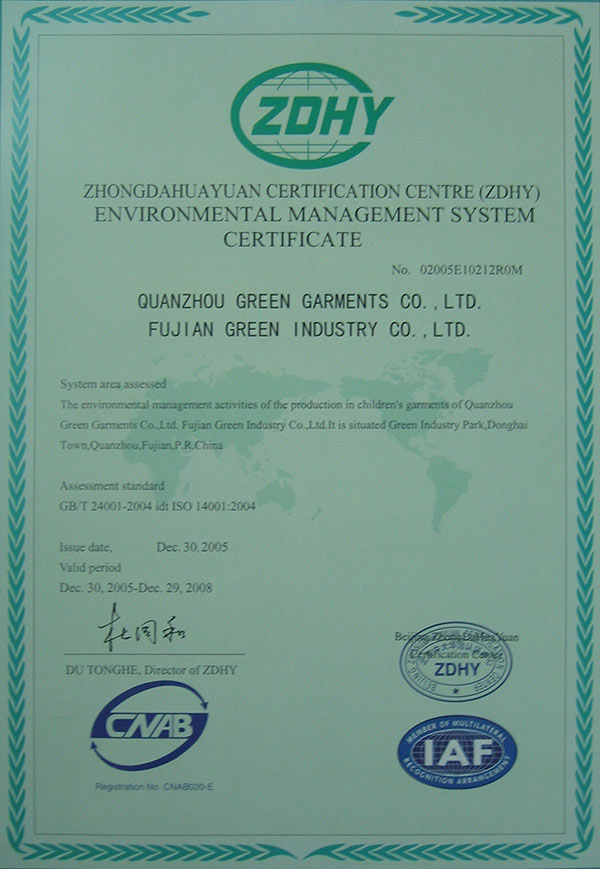 ZDHY
ZHONGDAHUAYUAN CERTIFICATION CENTRE (ZDHY)
ENVIRONMENTAL MANAGEMENT SYSTEM
CERTIFICATE
No. 02005E10212R0M
QUANZHOU GREEN GARMENTS CO.,LTD.
FUJIAN GREEN INDUSTRY CO.,LTD.
System area assessed
The environmental management activities of the production in children's garments of Quanzhou
Green Garments Co.,Ltd. Fujian Green Industry Co.,Ltd.It is situated Green Industry Park,Donghai
Town,Quanzhou,Fujian,P.R.China
Assessment standard
GB/T 24001-2004 idt ISO 14001:2004
Issue date, Dec. 30, 2005
Valid period
Dec. 30, 2005-Dec. 29, 2008
杜同和
DU TONGHE, Director of ZDHY
Certification
ZDHY
CNAB
Registration No. CNAB020-E
MEMBER OF MULTILATERAL
IAF
RECOGNITION ARRANGEMENT